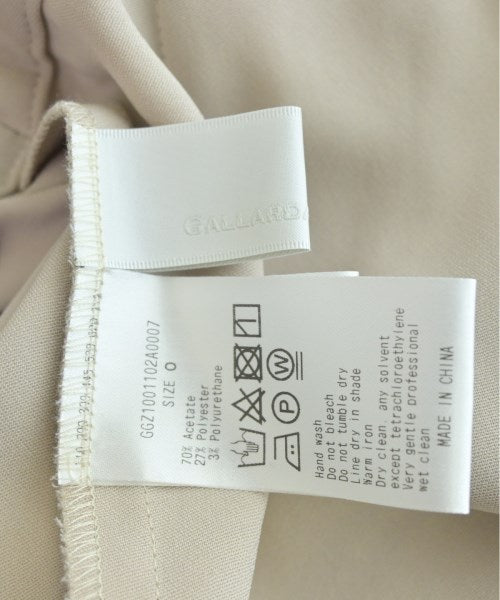 GALLARD
GGZ1001102A0007
SIZE 0
70% Acetate
27% Polyester
3% Polyurethane
Hand wash
Do not bleach
Do not tumble dry
Line dry in shade
Warm iron
Dry clean, any solvent
except tetrachloroethylene
Very gentle professional
wet clean
MADE IN CHINA